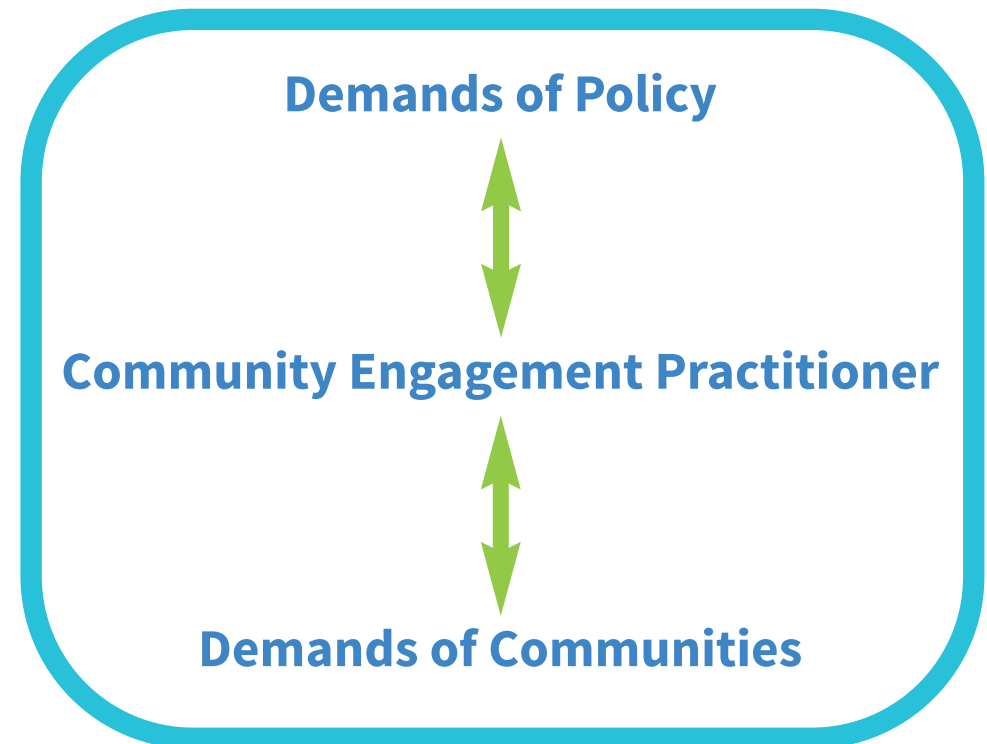 Demands of Policy
Community Engagement Practitioner
Demands of Communities